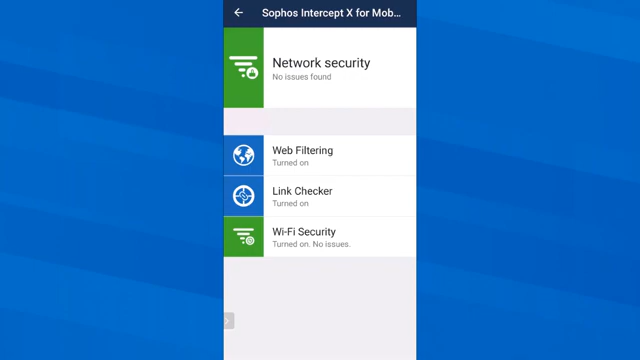 Sophos Intercept X for Mob...
Network security
No issues found
Web Filtering
Turned on
Link Checker
Turned on
Wi-Fi Security
Turned on. No issues.